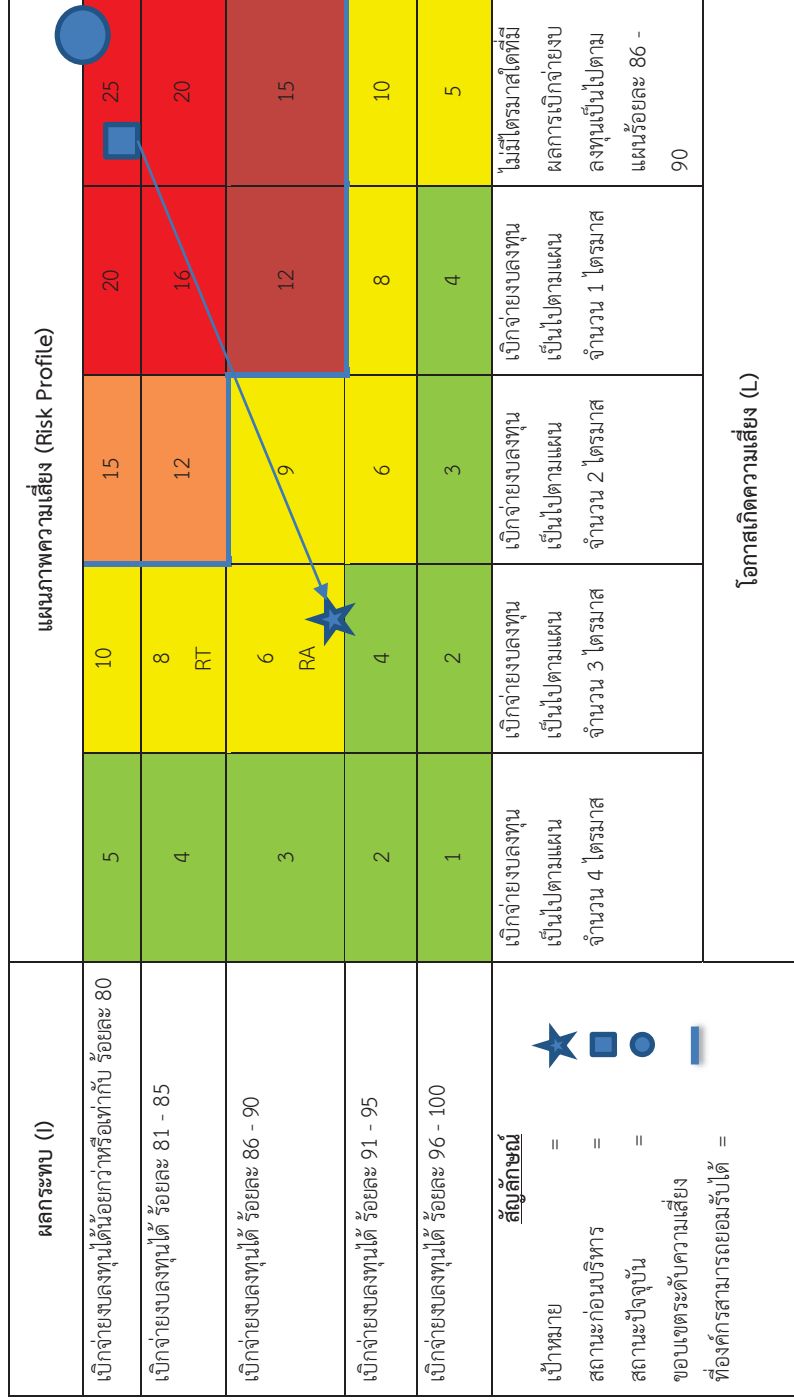 ผลกระทบ (I)
แผนภาพความเสี่ยง (Risk Profile)
เบิกจ่ายงบลงทุนได้น้อยกว่าหรือเท่ากับ ร้อยละ 80
5
10
15
20
25
เบิกจ่ายงบลงทุนได้ ร้อยละ 81 - 85
4
8
RT
12
16
20
เบิกจ่ายงบลงทุนได้ ร้อยละ 86 - 90
3
6
RA
9
12
15
เบิกจ่ายงบลงทุนได้ ร้อยละ 91 - 95
2
4
6
8
10
เบิกจ่ายงบลงทุนได้ ร้อยละ 96 - 100
1
2
3
4
5
สัญลักษณ์
เป้าหมาย =
สถานะก่อนบริหาร =
สถานะปัจจุบัน =
ขอบเขตระดับความเสี่ยง
ที่องค์กรสามารถยอมรับได้ =
เบิกจ่ายงบลงทุน
เป็นไปตามแผน
จำนวน 4 ไตรมาส
เบิกจ่ายงบลงทุน
เป็นไปตามแผน
จำนวน 3 ไตรมาส
เบิกจ่ายงบลงทุน
เป็นไปตามแผน
จำนวน 2 ไตรมาส
เบิกจ่ายงบลงทุน
เป็นไปตามแผน
จำนวน 1 ไตรมาส
ไม่มีไตรมาสใดที่มี
ผลการเบิกจ่ายงบ
ลงทุนเป็นไปตาม
แผนร้อยละ 86 -
90
โอกาสเกิดความเสี่ยง (L)